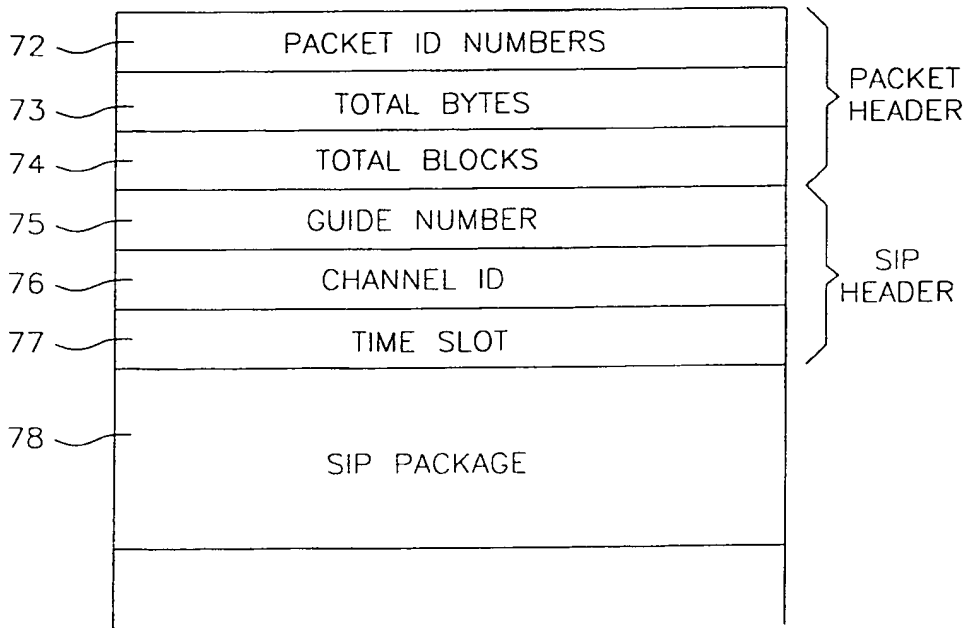 72 PACKET ID NUMBERS
73 TOTAL BYTES
74 TOTAL BLOCKS
PACKET
HEADER
75 GUIDE NUMBER
76 CHANNEL ID
77 TIME SLOT
SIP
HEADER
78 SIP PACKAGE